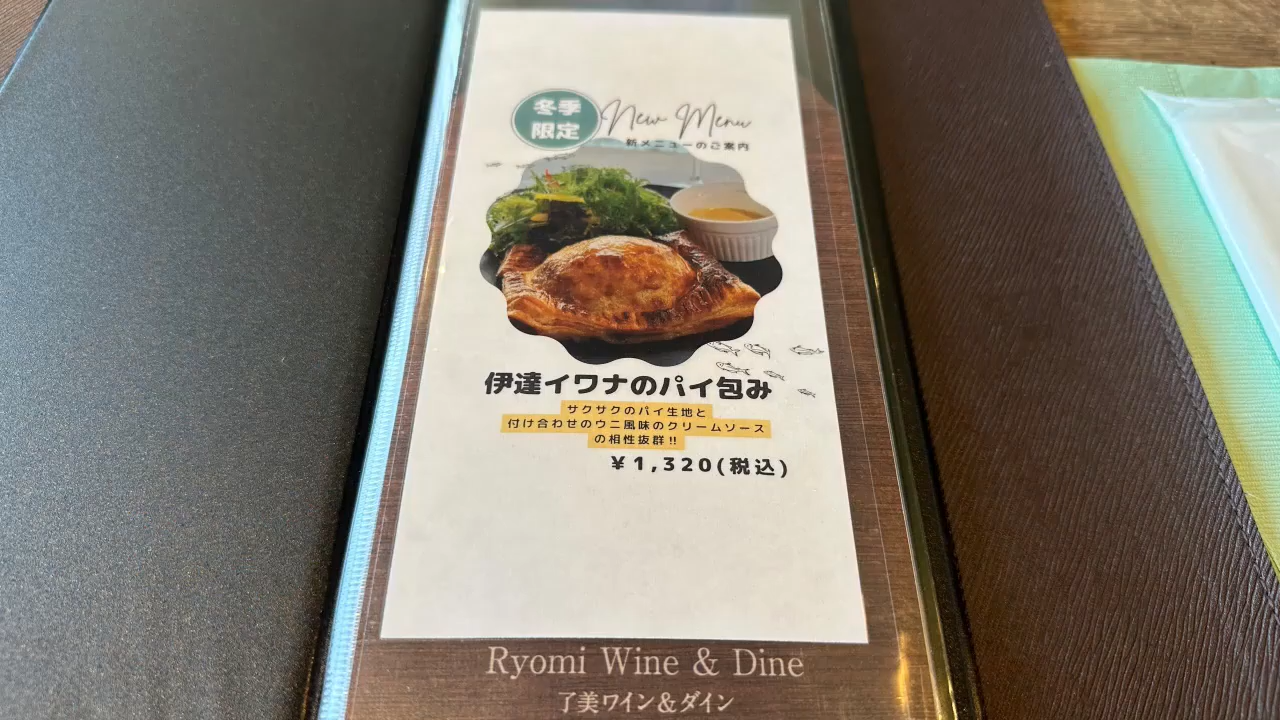 冬季
限定
New Menu
新メニューのご案内
伊達イワナのパイ包み
サクサクのパイ生地と
付け合わせのウニ風味のクリームソース
の相性抜群!!
¥1,320(税込)
Ryomi Wine & Dine
了美ワイン&ダイン